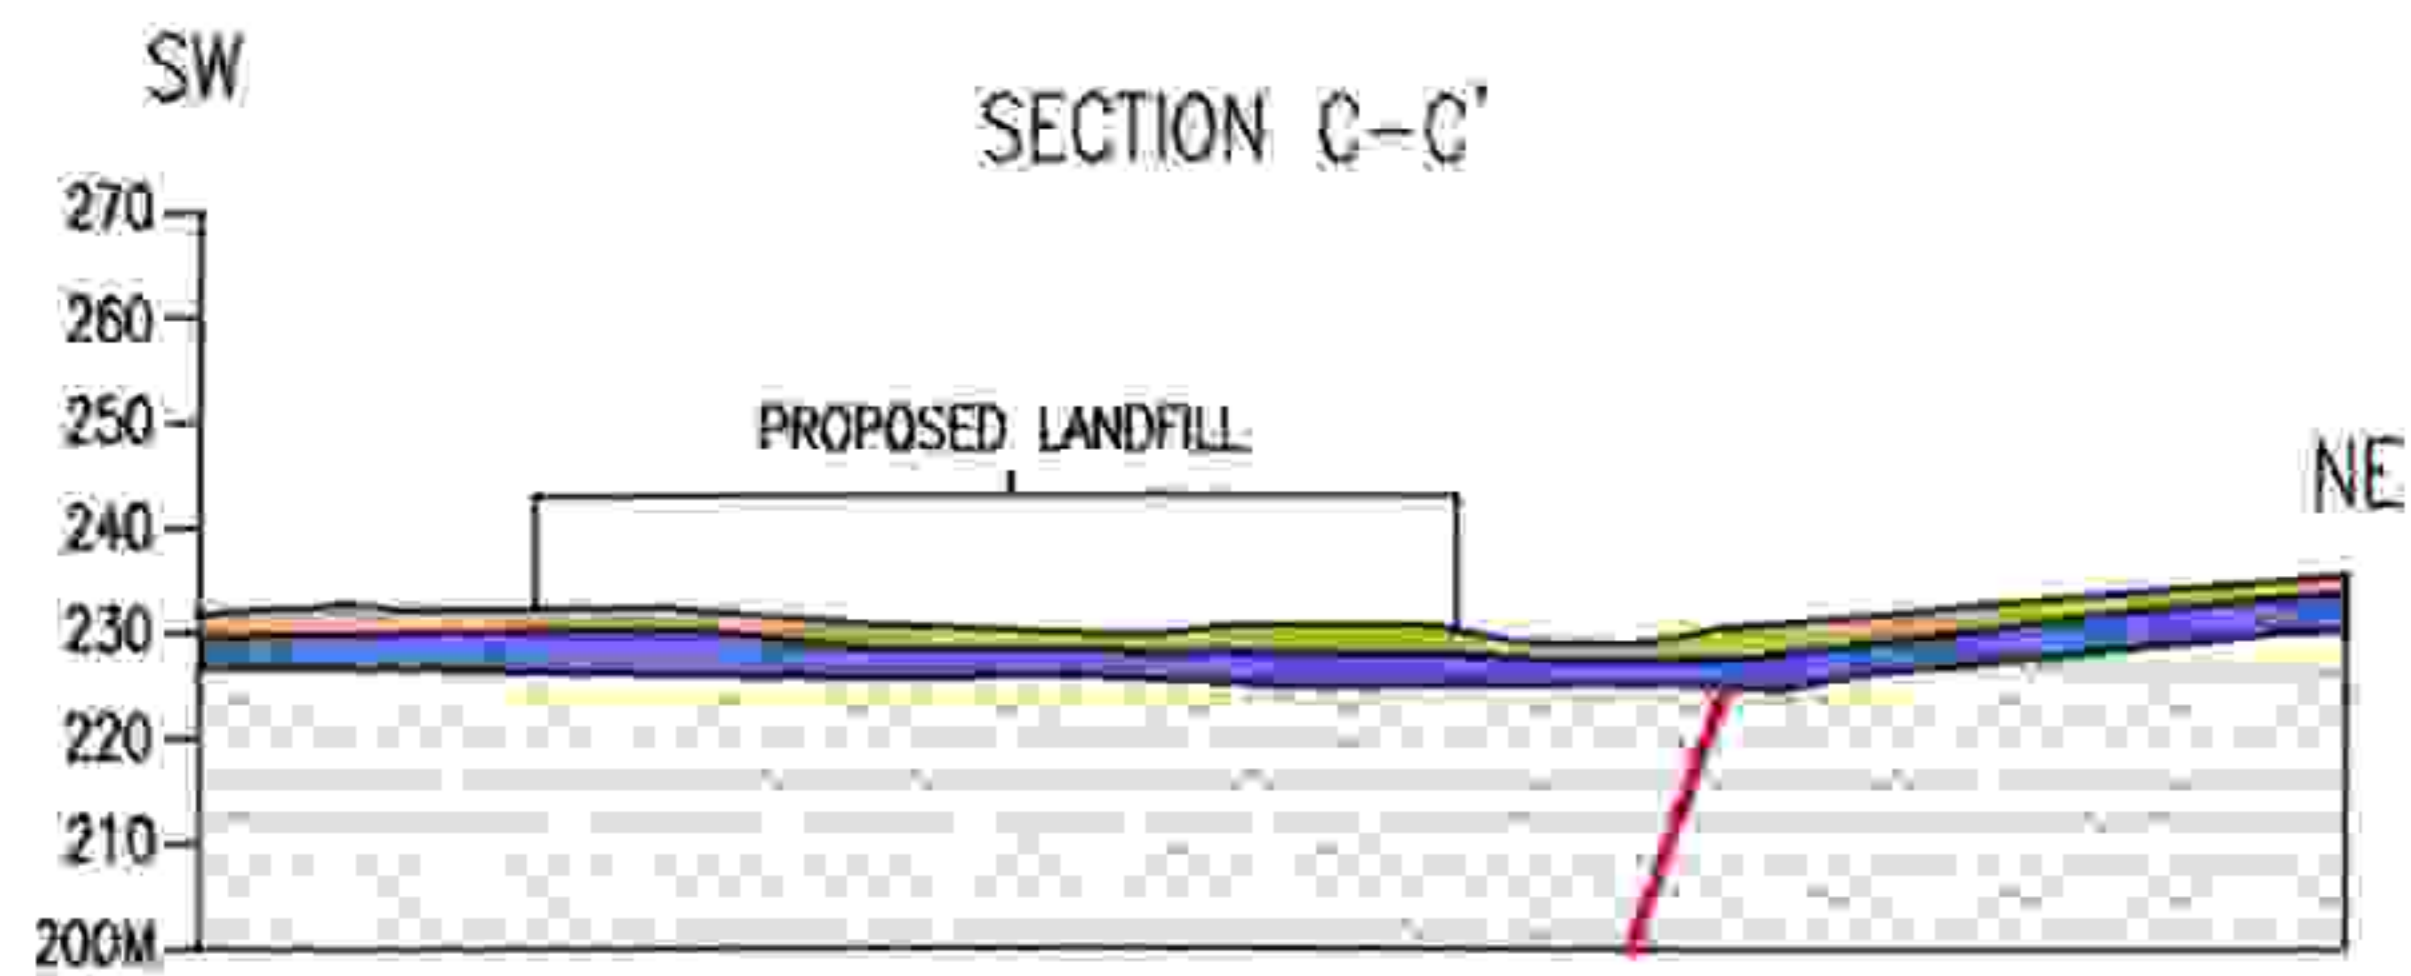 SW
SECTION C-C'
270
260
250
PROPOSED LANDFILL
NE
240
230
220
210
200M